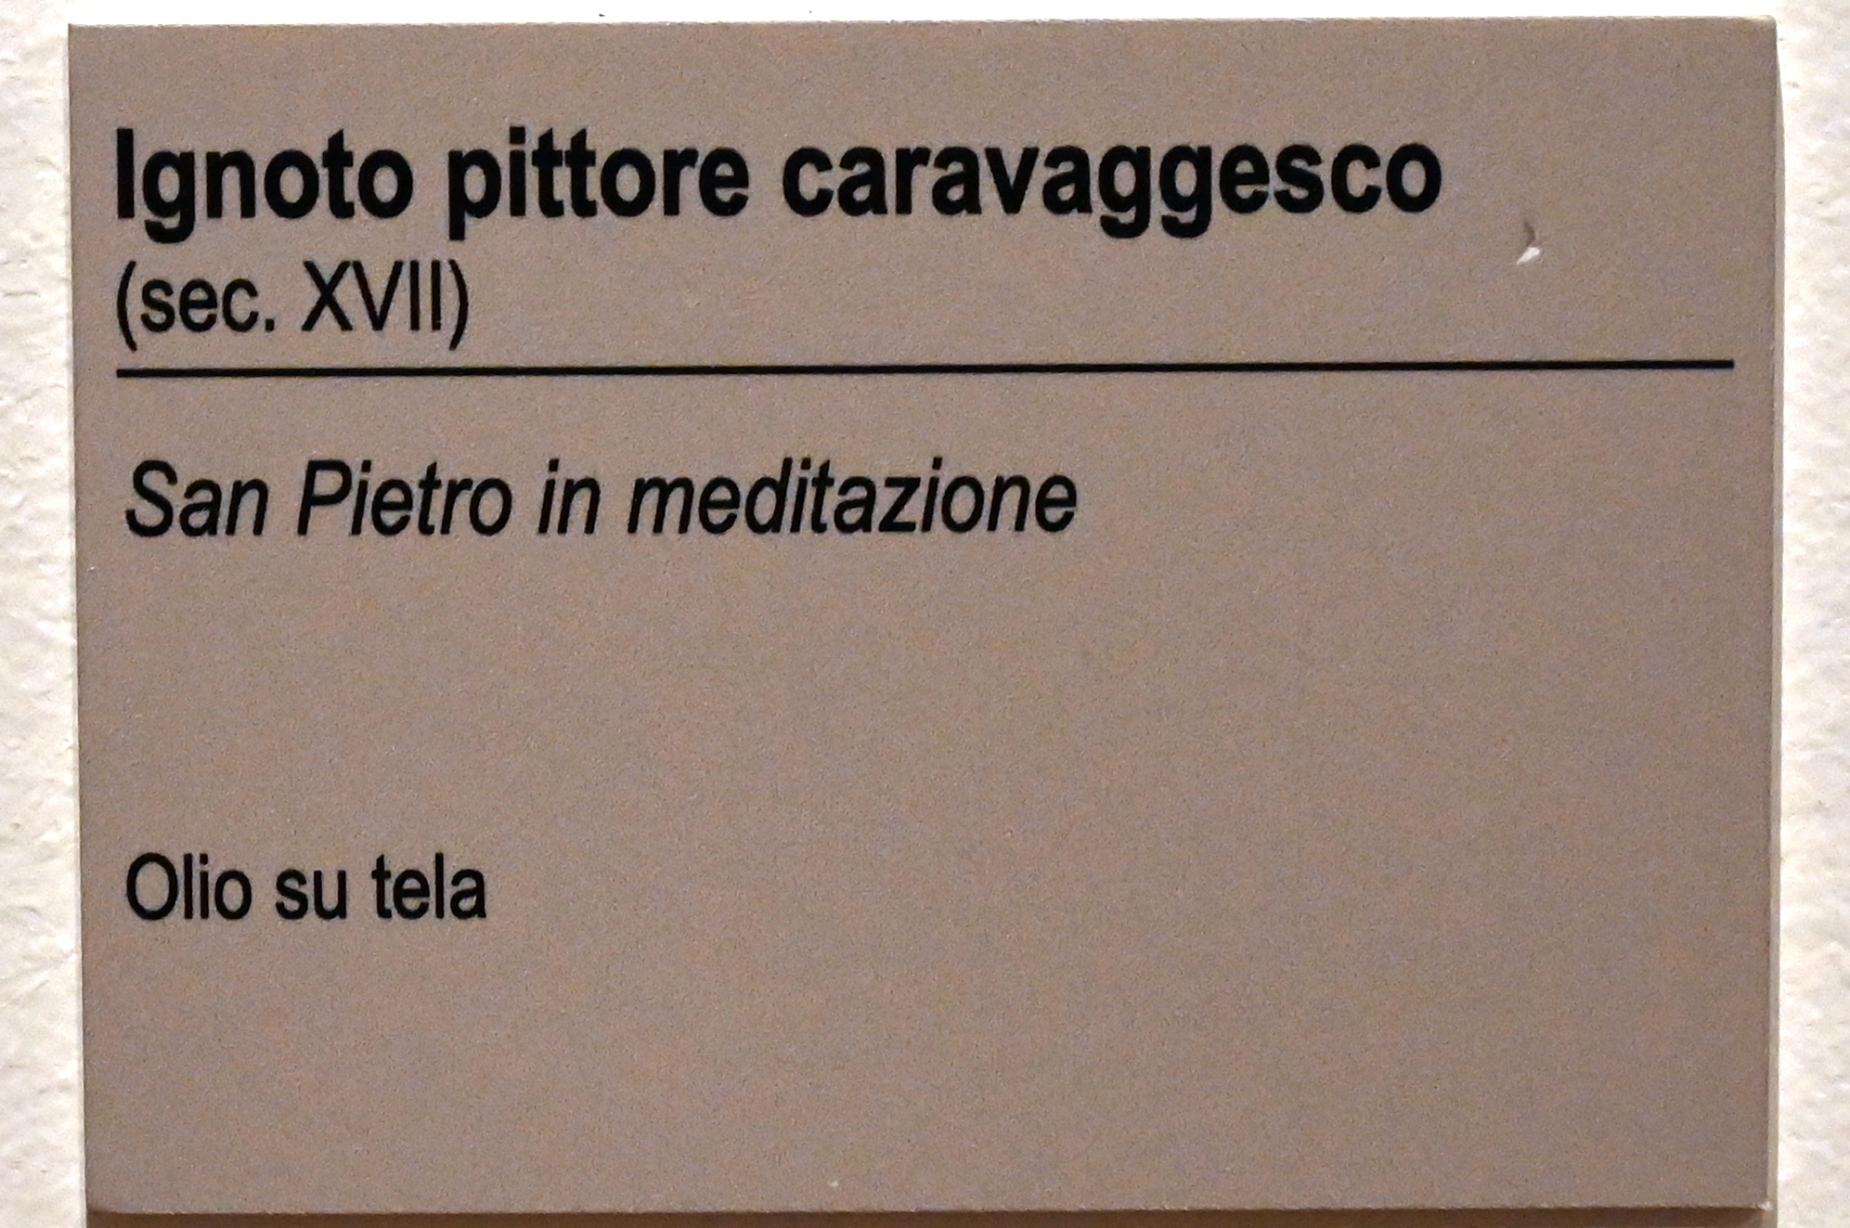 Ignoto pittore caravaggesco
(sec. XVII)
San Pietro in meditazione
Olio su tela